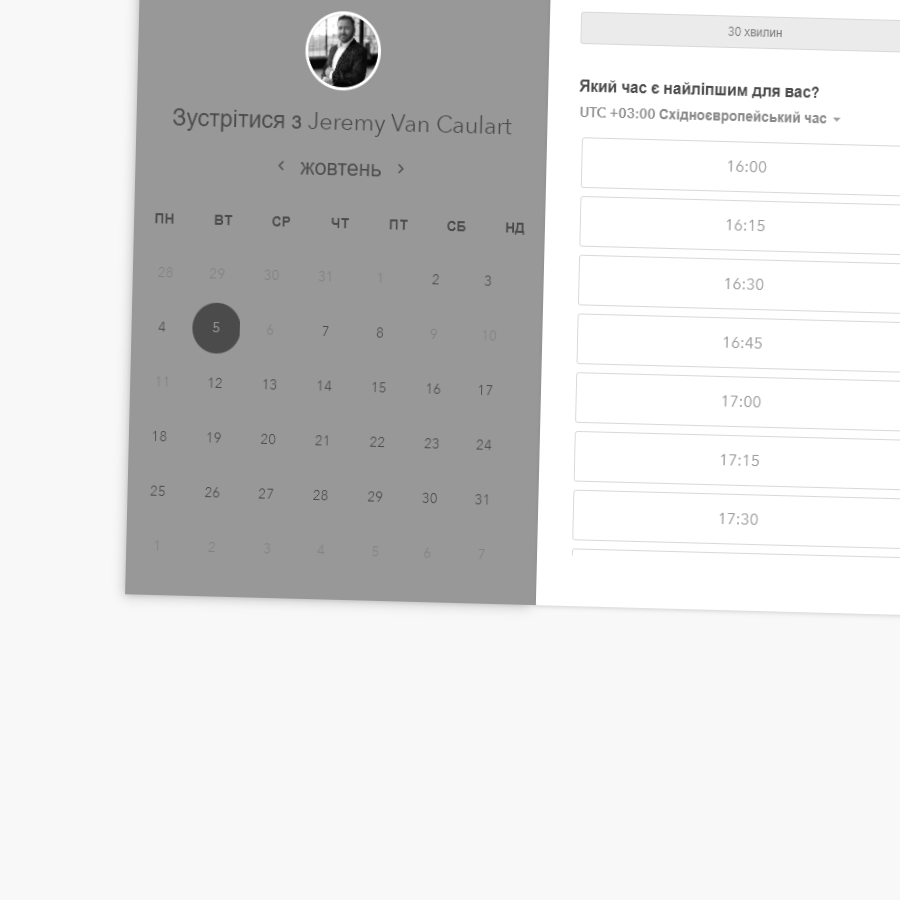 Зустрітися з Jeremy Van Caulart
‹ жовтень ›
ПН ВТ СР ЧТ ПТ СБ НД
28 29 30 31 1 2 3
4 5 6 7 8 9 10
11 12 13 14 15 16 17
18 19 20 21 22 23 24
25 26 27 28 29 30 31
1 2 3 4 5 6 7
30 хвилин
Який час є найліпшим для вас?
UTC +03:00 Східноєвропейський час
16:00
16:15
16:30
16:45
17:00
17:15
17:30